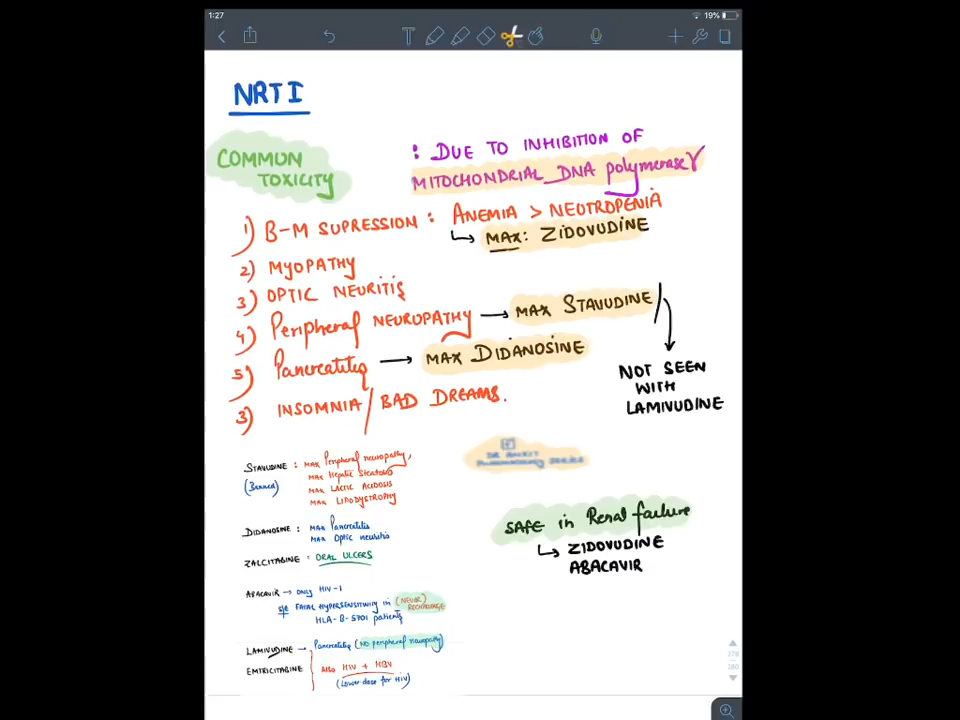 1:27
19%
T
NRTI
COMMON
TOXICITY
: DUE TO INHIBITION OF
MITOCHONDRIAL DNA polymerase γ
1) B-M SUPRESSION : ANEMIA > NEUTROPENIA
↳ MAX: ZIDOVUDINE
2) MYOPATHY
3) OPTIC NEURITIS
4) Peripheral NEUROPATHY → MAX STAVUDINE
5) Pancreatitis → MAX DIDANOSINE
NOT SEEN
WITH
LAMIVUDINE
3) INSOMNIA / BAD DREAMS.
STAVUDINE : MAX Peripheral neuropathy,
(Banned) MAX Hepatic Steatosis
MAX LACTIC ACIDOSIS
MAX LIPODYSTROPHY
DIDANOSINE : MAX Pancreatitis
MAX Optic neuritis
ZALCITABINE : ORAL ULCERS
SAFE in Renal failure
↳ ZIDOVUDINE
ABACAVIR
ABACAVIR → ONLY HIV-1
S/E FATAL HYPERSENSITIVITY in (NEVER) RECHALLENGE
HLA-B-5701 patients
LAMIVUDINE → Pancreatitis (NO peripheral neuropathy)
EMTRICITABINE ALSO HIV + HBV
(Lower dose for HIV)
278
380